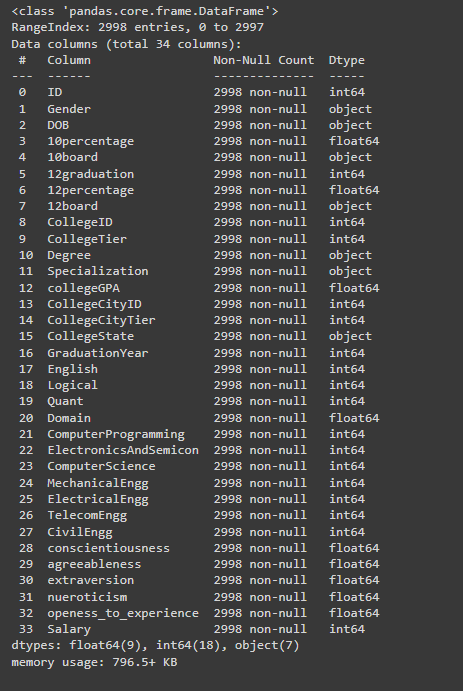 <class 'pandas.core.frame.DataFrame'>
RangeIndex: 2998 entries, 0 to 2997
Data columns (total 34 columns):
 #   Column                 Non-Null Count  Dtype
---  ------                 --------------  -----
 0   ID                     2998 non-null   int64
 1   Gender                 2998 non-null   object
 2   DOB                    2998 non-null   object
 3   10percentage           2998 non-null   float64
 4   10board                2998 non-null   object
 5   12graduation           2998 non-null   int64
 6   12percentage           2998 non-null   float64
 7   12board                2998 non-null   object
 8   CollegeID              2998 non-null   int64
 9   CollegeTier            2998 non-null   int64
 10  Degree                 2998 non-null   object
 11  Specialization         2998 non-null   object
 12  collegeGPA             2998 non-null   float64
 13  CollegeCityID          2998 non-null   int64
 14  CollegeCityTier        2998 non-null   int64
 15  CollegeState           2998 non-null   object
 16  GraduationYear         2998 non-null   int64
 17  English                2998 non-null   int64
 18  Logical                2998 non-null   int64
 19  Quant                  2998 non-null   int64
 20  Domain                 2998 non-null   float64
 21  ComputerProgramming    2998 non-null   int64
 22  ElectronicsAndSemicon  2998 non-null   int64
 23  ComputerScience        2998 non-null   int64
 24  MechanicalEngg         2998 non-null   int64
 25  ElectricalEngg         2998 non-null   int64
 26  TelecomEngg            2998 non-null   int64
 27  CivilEngg              2998 non-null   int64
 28  conscientiousness      2998 non-null   float64
 29  agreeableness          2998 non-null   float64
 30  extraversion           2998 non-null   float64
 31  nueroticism            2998 non-null   float64
 32  openess_to_experience  2998 non-null   float64
 33  Salary                 2998 non-null   int64
dtypes: float64(9), int64(18), object(7)
memory usage: 796.5+ KB